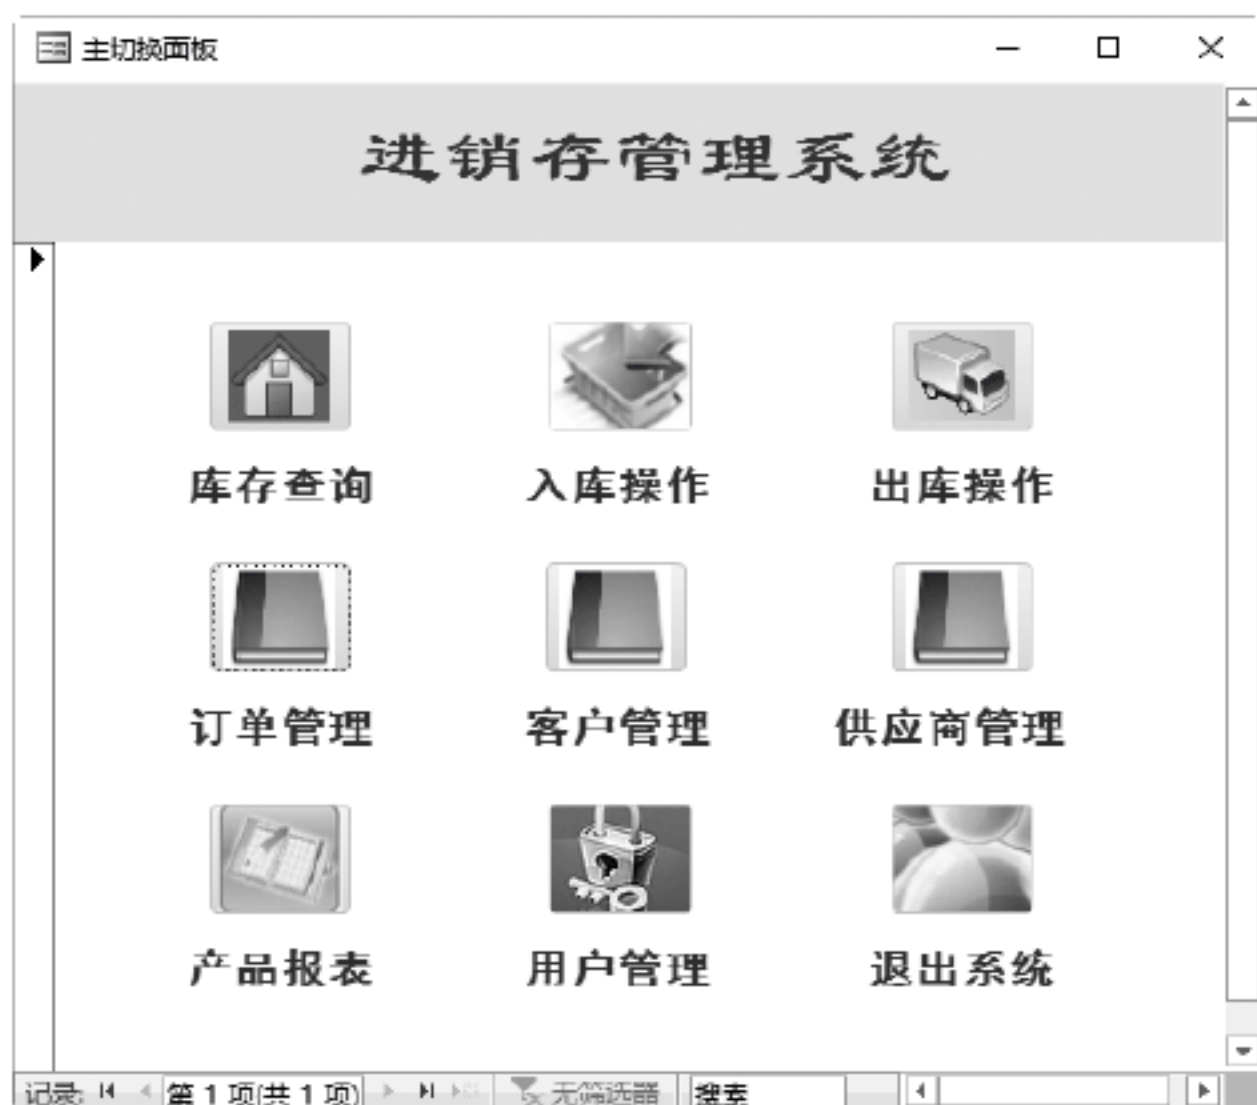 主切换面板
进销存管理系统
库存查询 入库操作 出库操作
订单管理 客户管理 供应商管理
产品报表 用户管理 退出系统
记录: 第 1 项(共 1 项) 无筛选器 搜索